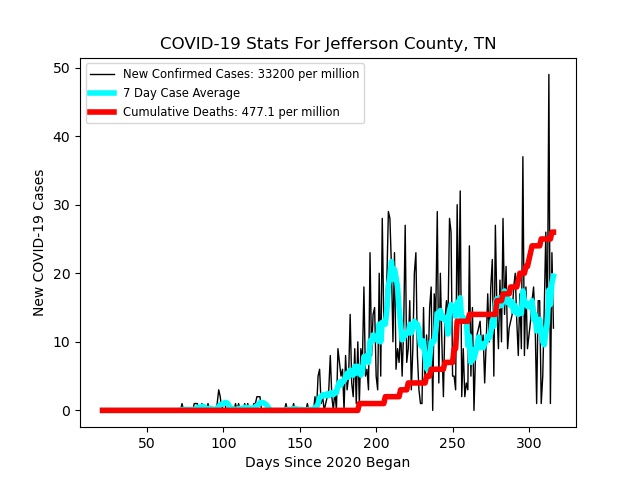 COVID-19 Stats For Jefferson County, TN
New Confirmed Cases: 33200 per million
7 Day Case Average
Cumulative Deaths: 477.1 per million
New COVID-19 Cases
50
40
30
20
10
0
50 100 150 200 250 300
Days Since 2020 Began